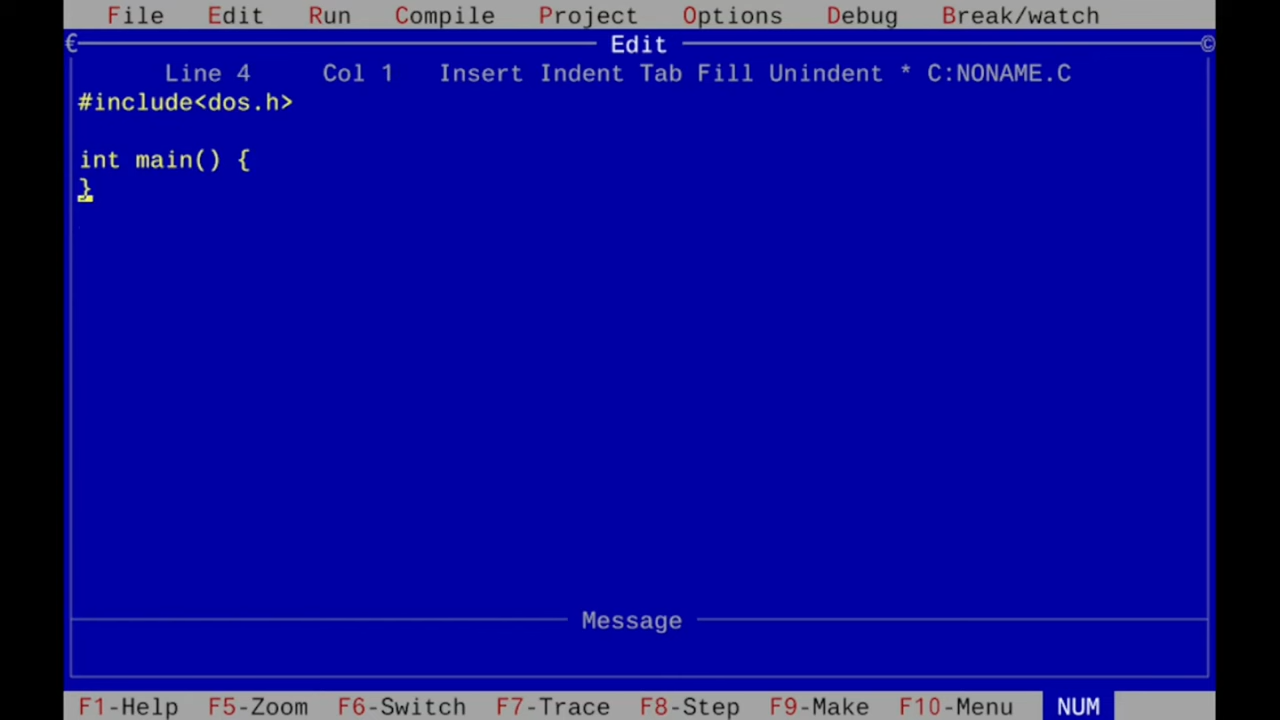 File Edit Run Compile Project Options Debug Break/watch
Edit
Line 4 Col 1 Insert Indent Tab Fill Unindent * C:NONAME.C
#include<dos.h>
int main() {
}
Message
F1-Help F5-Zoom F6-Switch F7-Trace F8-Step F9-Make F10-Menu NUM